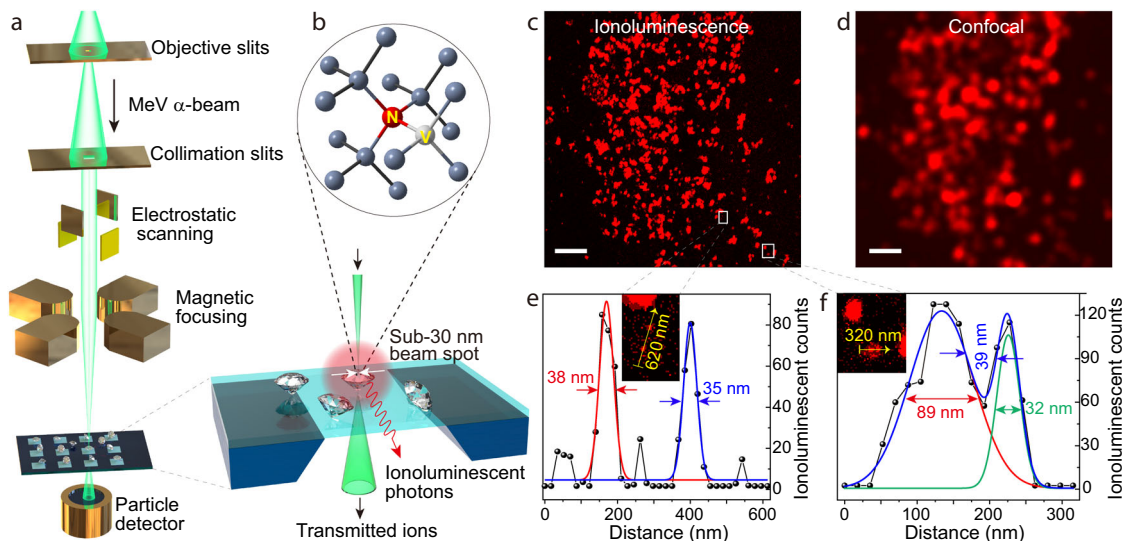 a
Objective slits
MeV α-beam
Collimation slits
Electrostatic
scanning
Magnetic
focusing
Particle
detector
b
N
V
Sub-30 nm
beam spot
Ionoluminescent
photons
Transmitted ions
c
Ionoluminescence
d
Confocal
e
620 nm
38 nm
35 nm
80
60
40
20
0
Ionoluminescent counts
0 200 400 600
Distance (nm)
f
320 nm
39 nm
89 nm
32 nm
120
90
60
30
0
Ionoluminescent counts
0 100 200 300
Distance (nm)